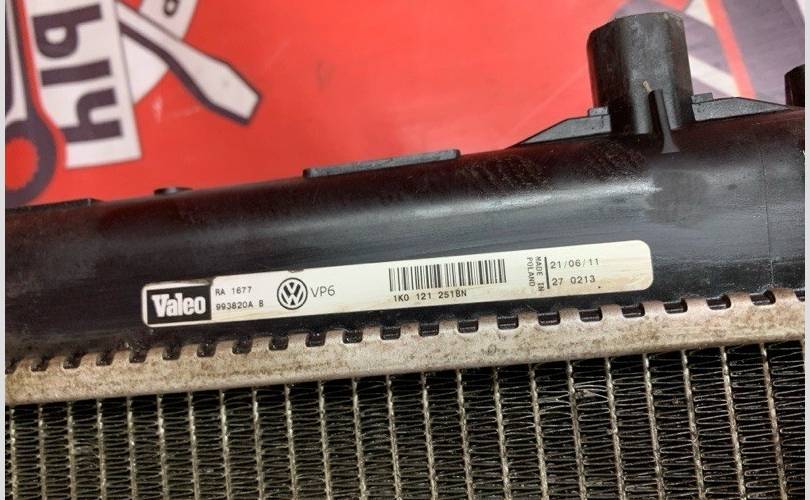 Valeo
RA 1677
993820A B
VP6
1K0 121 251BN
MADE IN
POLAND
21/06/11
27 0213